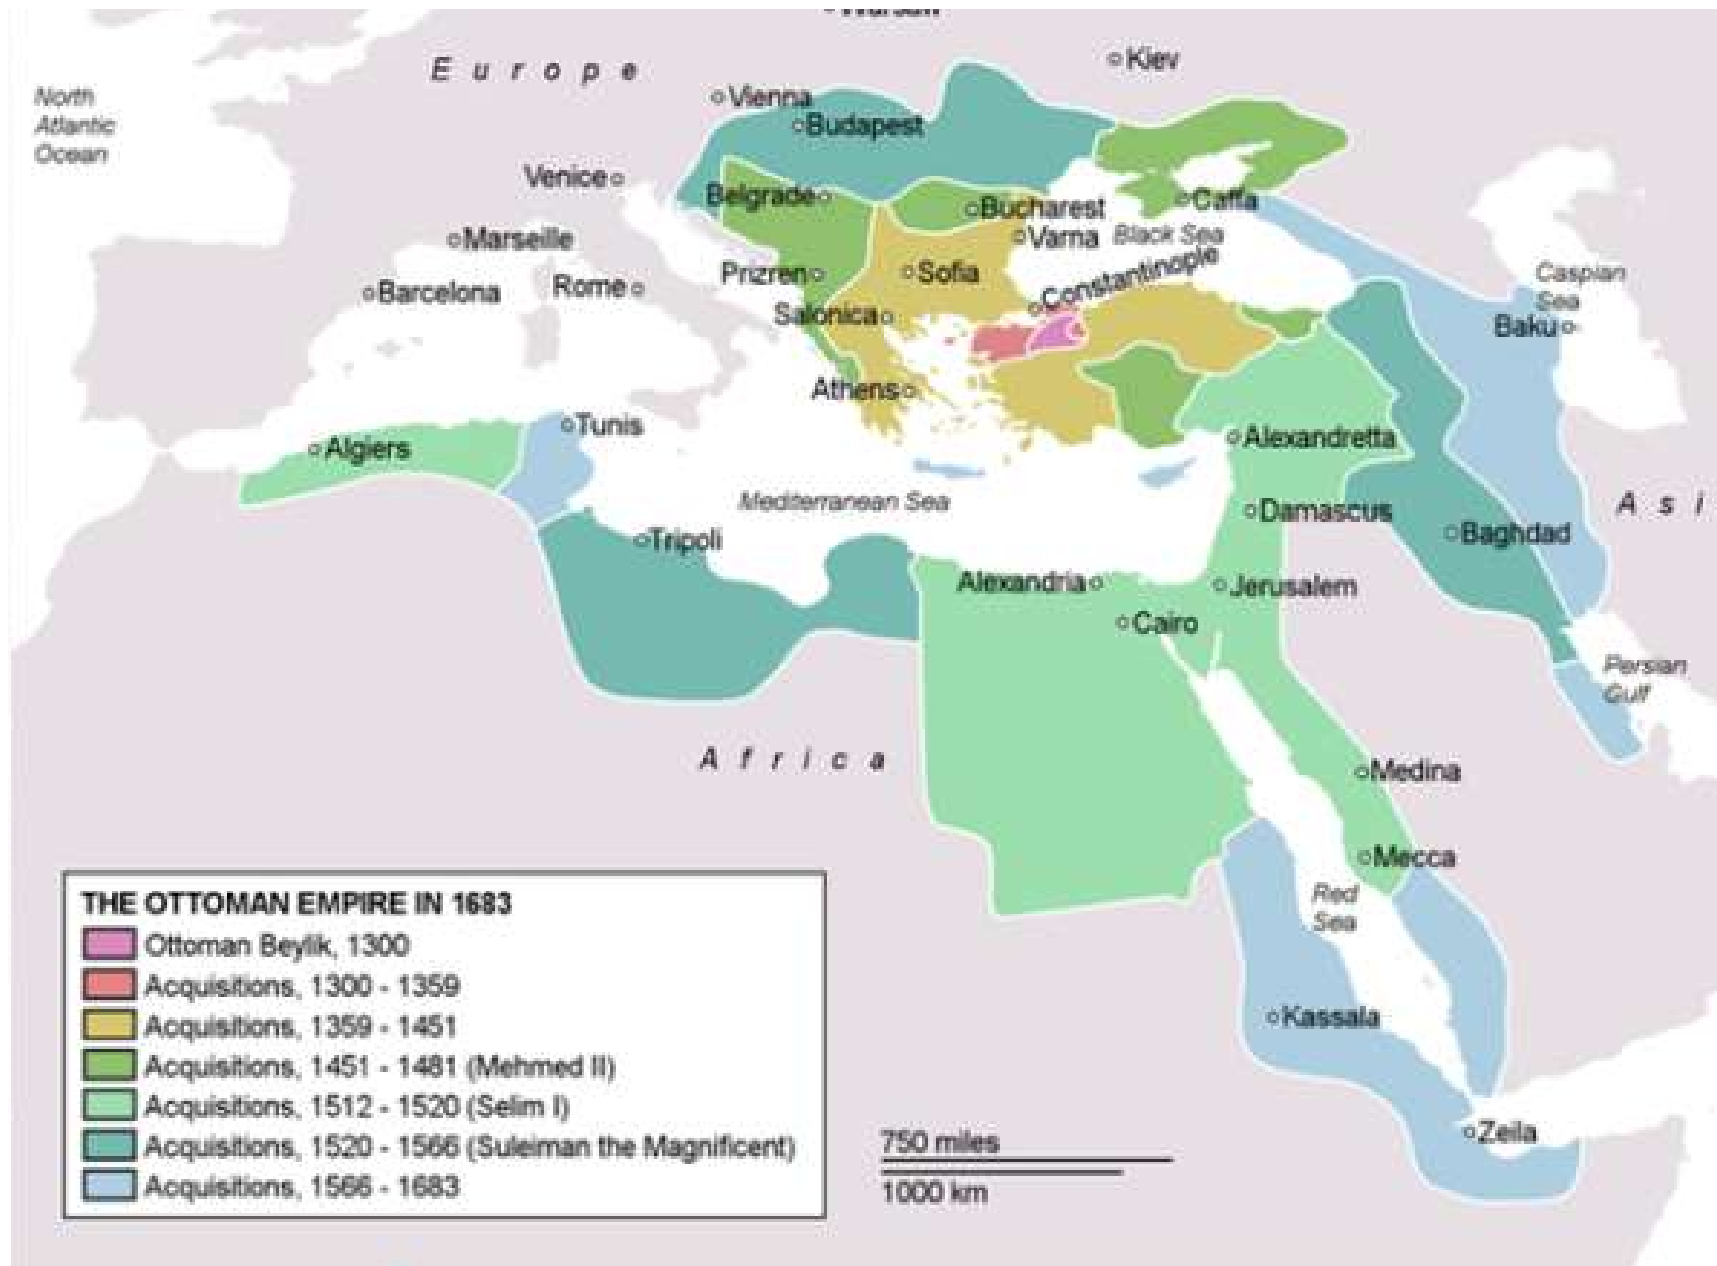 Warsaw
Kiev
Europe
North
Atlantic
Ocean
Vienna
Budapest
Venice
Belgrade
Bucharest
Caffa
Marseille
Varna
Black Sea
Prizren
Sofia
Constantinople
Caspian
Sea
Barcelona
Rome
Salonica
Baku
Athens
Algiers
Tunis
Alexandretta
Mediterranean Sea
Damascus
Asi
Tripoli
Baghdad
Alexandria
Jerusalem
Cairo
Persian
Gulf
Africa
Medina
Mecca
Red
Sea
Kassala
Zeila
THE OTTOMAN EMPIRE IN 1683
Ottoman Beylik, 1300
Acquisitions, 1300 - 1359
Acquisitions, 1359 - 1451
Acquisitions, 1451 - 1481 (Mehmed II)
Acquisitions, 1512 - 1520 (Selim I)
Acquisitions, 1520 - 1566 (Suleiman the Magnificent)
Acquisitions, 1566 - 1683
750 miles
1000 km